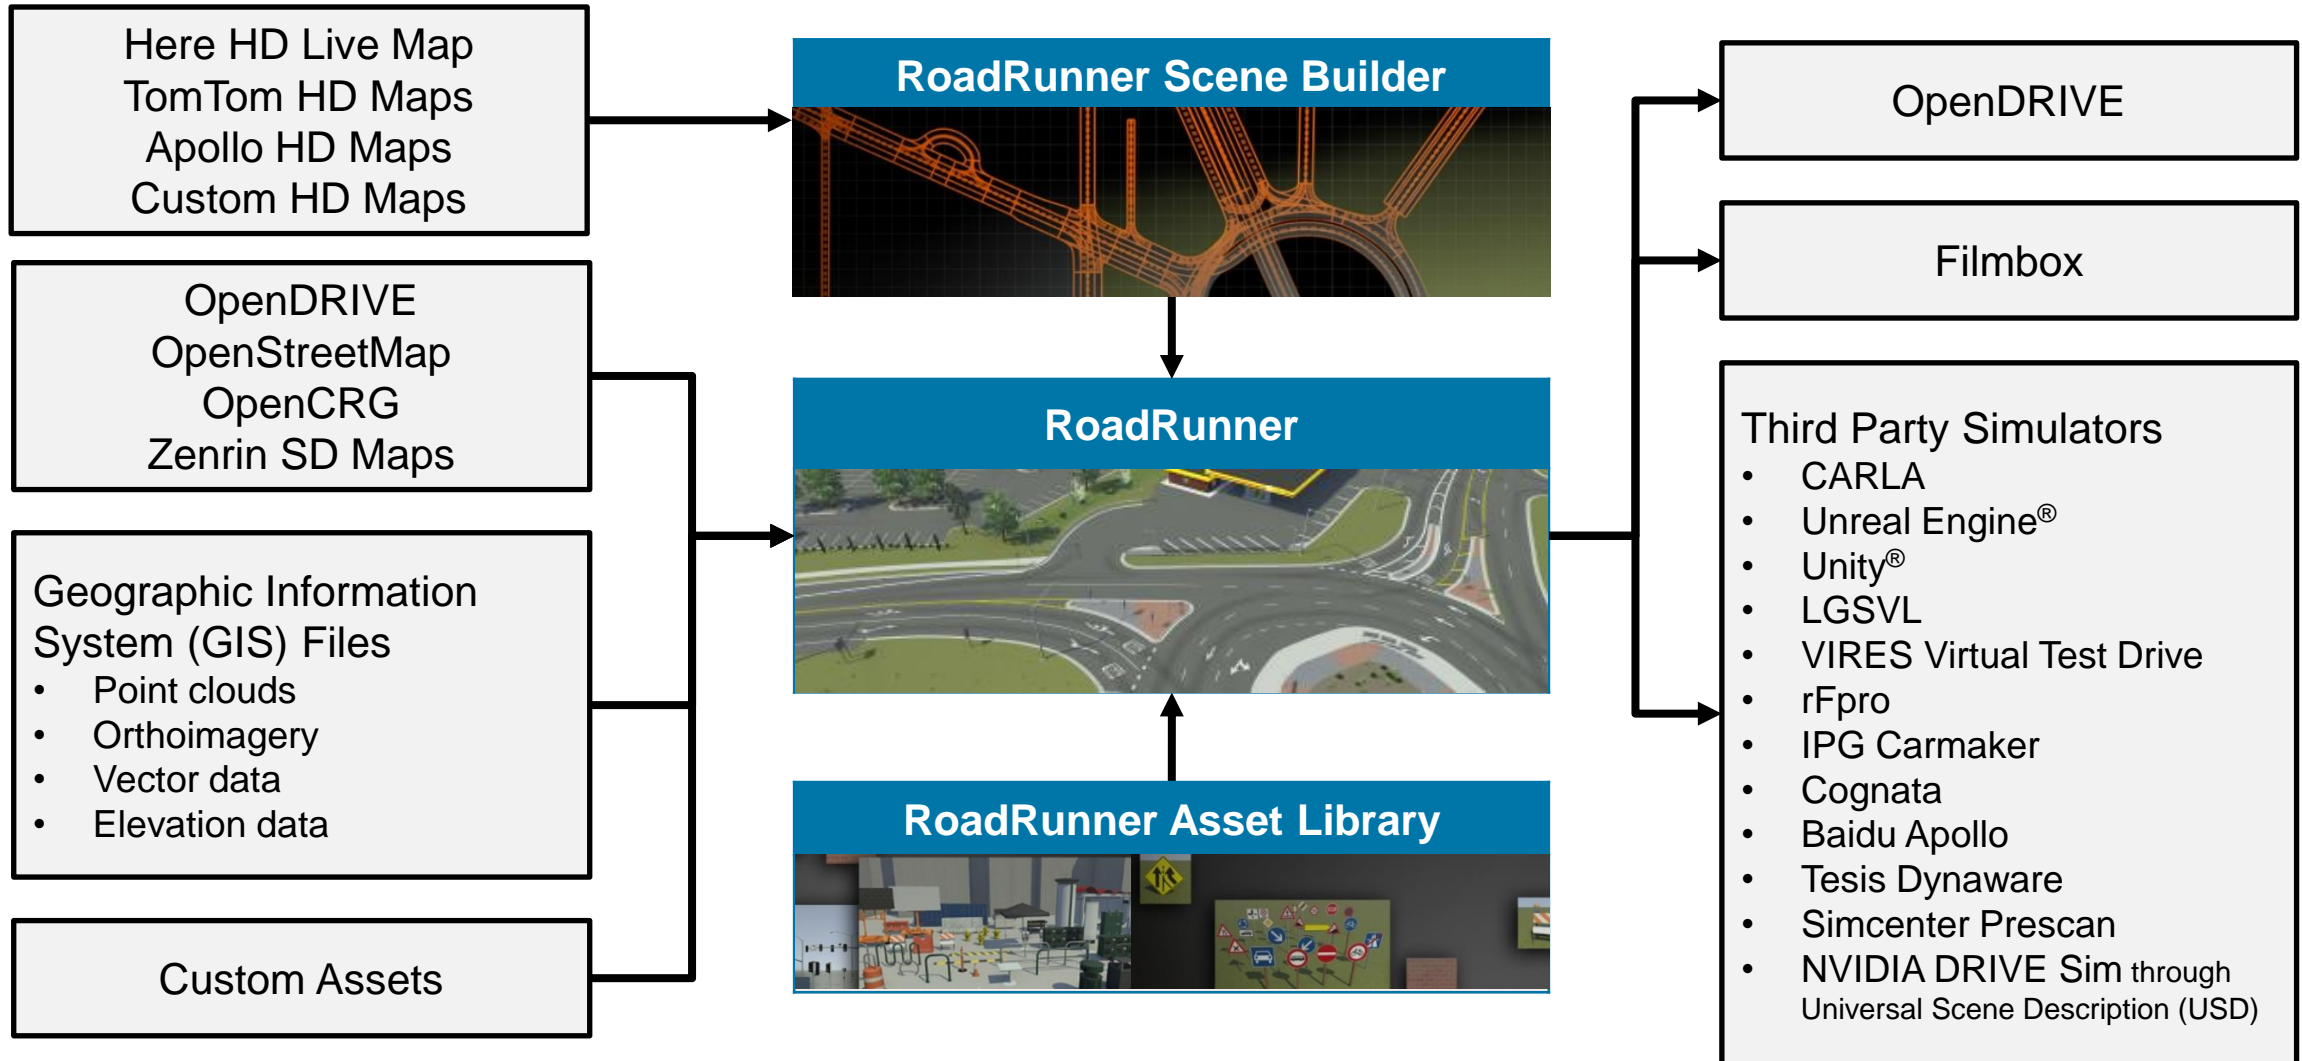 Here HD Live Map
TomTom HD Maps
Apollo HD Maps
Custom HD Maps
OpenDRIVE
OpenStreetMap
OpenCRG
Zenrin SD Maps
Geographic Information
System (GIS) Files
• Point clouds
• Orthoimagery
• Vector data
• Elevation data
Custom Assets
RoadRunner Scene Builder
RoadRunner
RoadRunner Asset Library
OpenDRIVE
Filmbox
Third Party Simulators
• CARLA
• Unreal Engine®
• Unity®
• LGSVL
• VIRES Virtual Test Drive
• rFpro
• IPG Carmaker
• Cognata
• Baidu Apollo
• Tesis Dynaware
• Simcenter Prescan
• NVIDIA DRIVE Sim through
Universal Scene Description (USD)